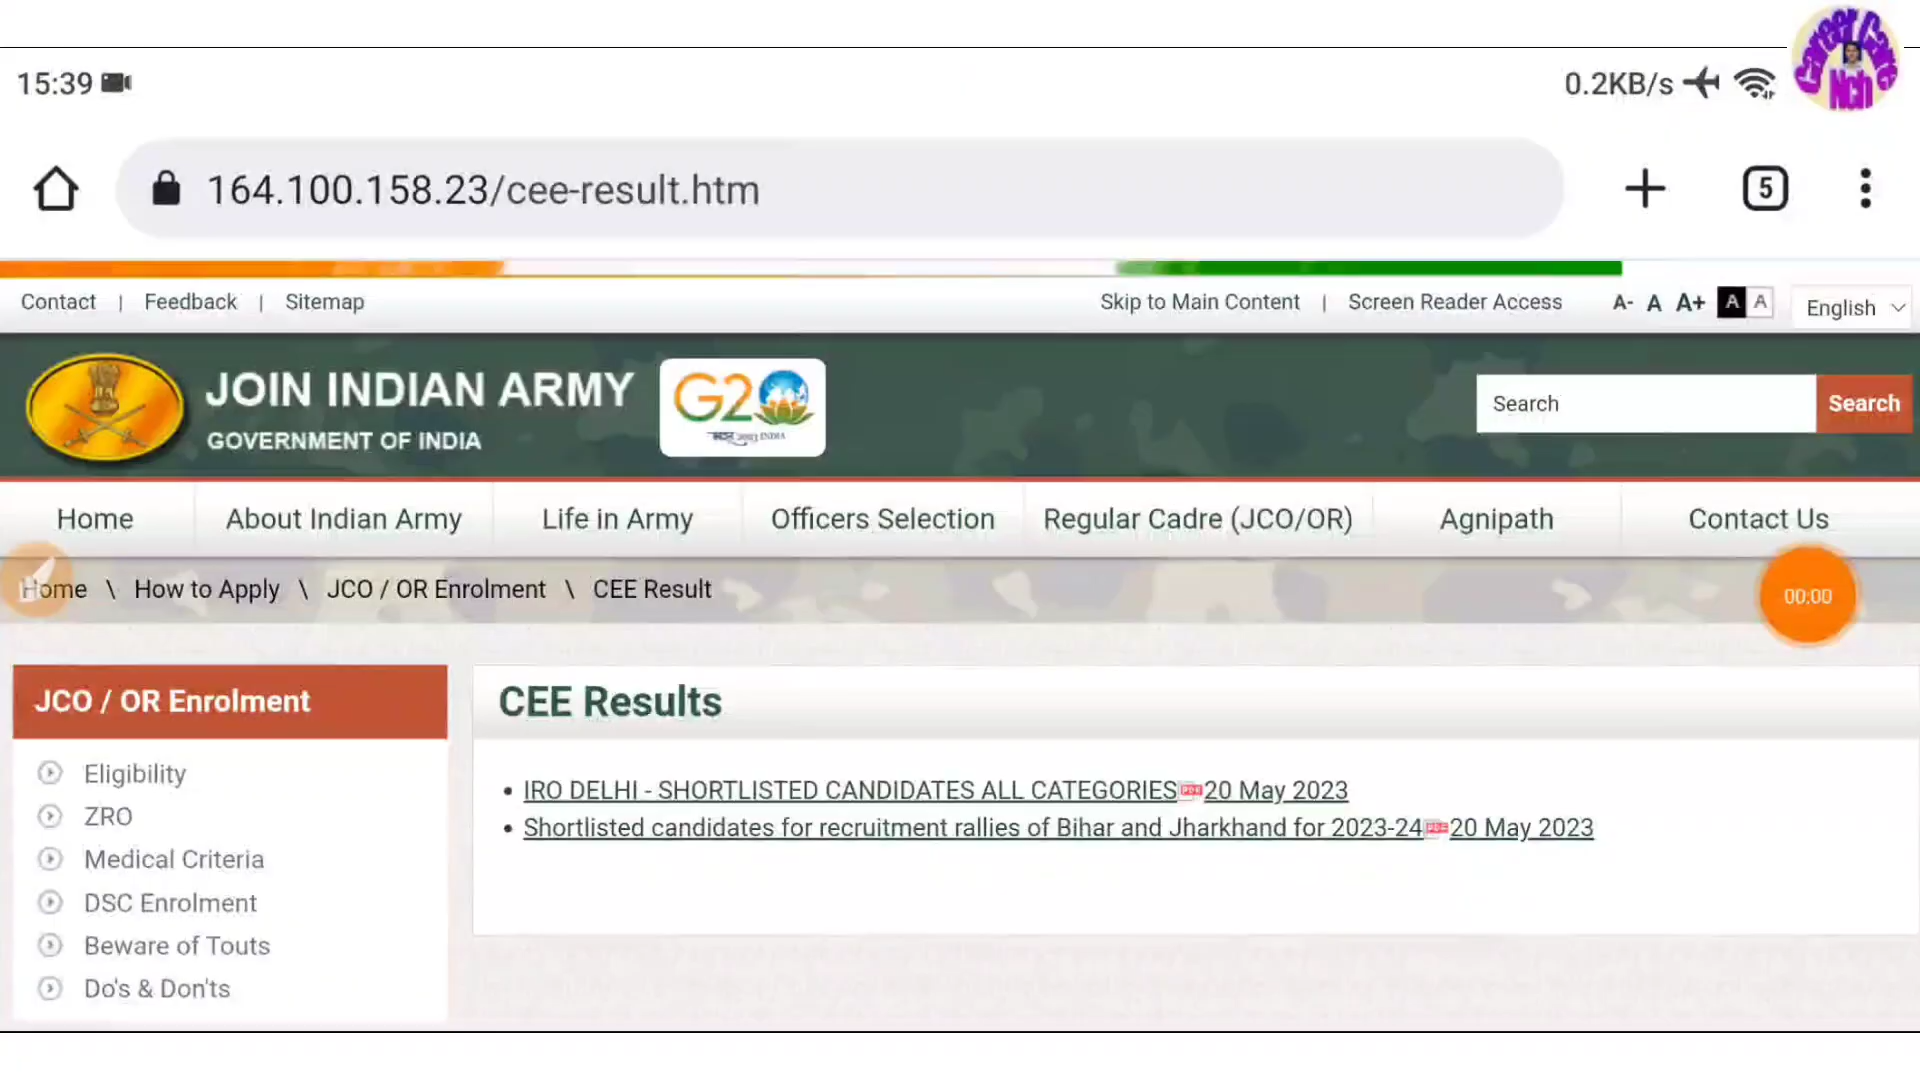 15:39
0.2KB/s
164.100.158.23/cee-result.htm
5
Contact | Feedback | Sitemap
Skip to Main Content | Screen Reader Access A- A A+ A A English
JOIN INDIAN ARMY
GOVERNMENT OF INDIA
G20
2023 INDIA
Search Search
Home About Indian Army Life in Army Officers Selection Regular Cadre (JCO/OR) Agnipath Contact Us
Home \ How to Apply \ JCO / OR Enrolment \ CEE Result
00:00
JCO / OR Enrolment
Eligibility
ZRO
Medical Criteria
DSC Enrolment
Beware of Touts
Do's & Don'ts
CEE Results
• IRO DELHI - SHORTLISTED CANDIDATES ALL CATEGORIES PDF 20 May 2023
• Shortlisted candidates for recruitment rallies of Bihar and Jharkhand for 2023-24 PDF 20 May 2023